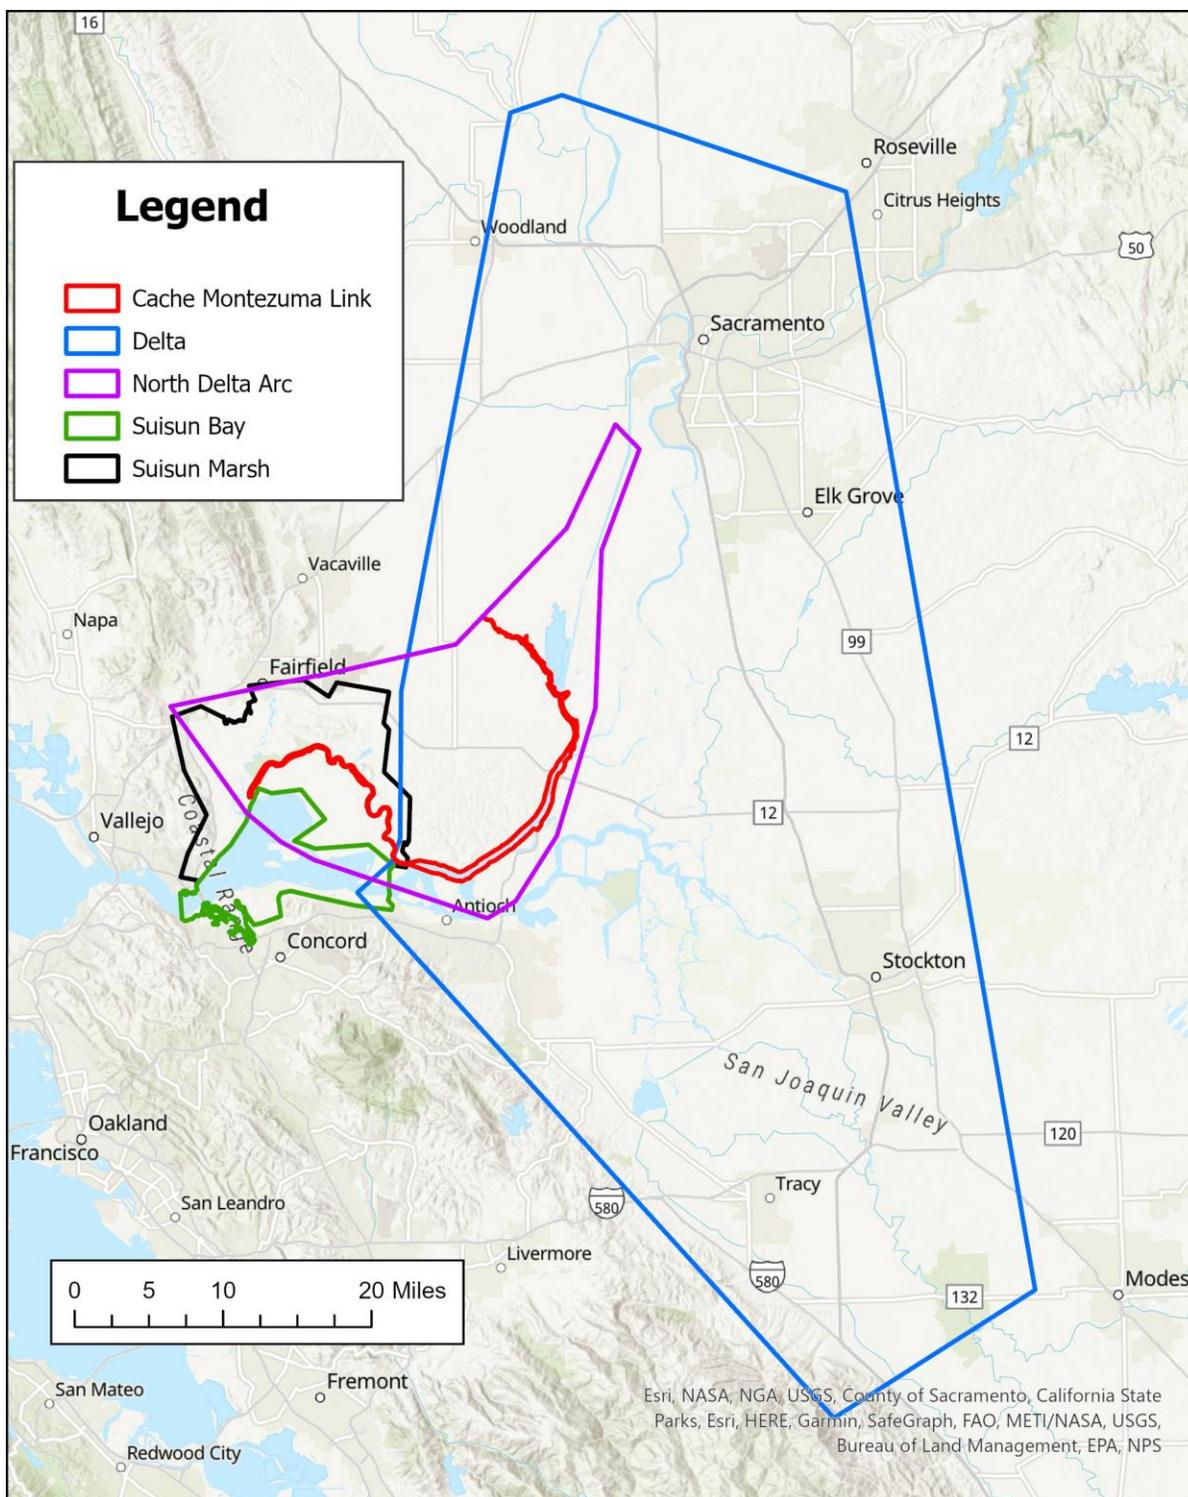 16
Roseville
Citrus Heights
Legend
Woodland
50
Cache Montezuma Link
Sacramento
Delta
North Delta Arc
Suisun Bay
Suisun Marsh
Elk Grove
Vacaville
Napa
99
Fairfield
12
12
Vallejo
Coastal Range
Antioch
Concord
Stockton
San Joaquin Valley
Oakland
120
Francisco
Tracy
San Leandro
580
Livermore
580
0 5 10 20 Miles
132
Modes
Fremont
San Mateo
Esri, NASA, NGA, USGS, County of Sacramento, California State
Parks, Esri, HERE, Garmin, SafeGraph, FAO, METI/NASA, USGS,
Bureau of Land Management, EPA, NPS
Redwood City